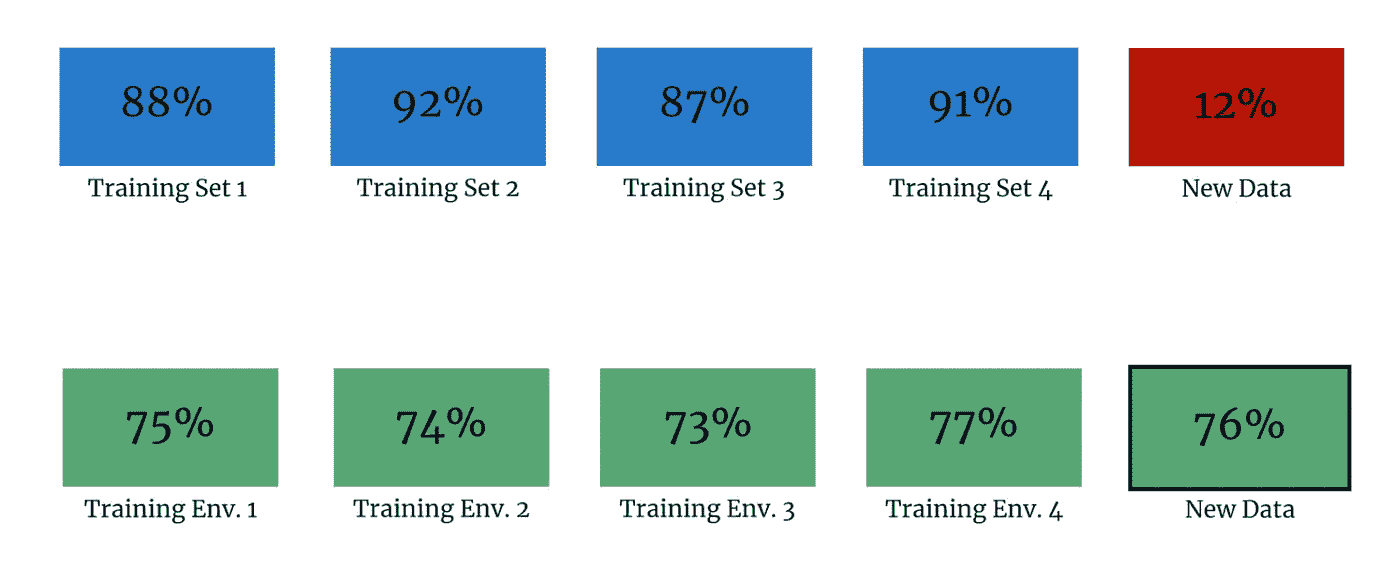 88% 92% 87% 91% 12%
Training Set 1 Training Set 2 Training Set 3 Training Set 4 New Data
75% 74% 73% 77% 76%
Training Env. 1 Training Env. 2 Training Env. 3 Training Env. 4 New Data